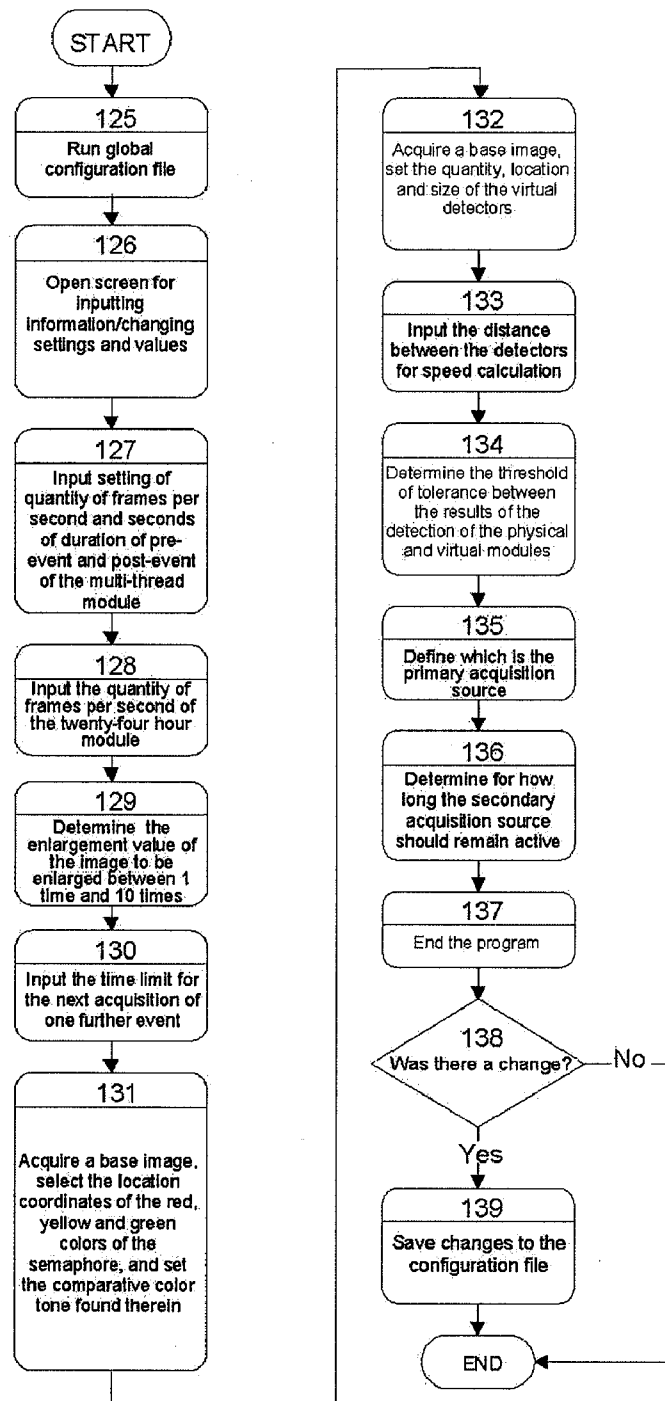 START
125
Run global
configuration file
126
Open screen for
inputting
information/changing
settings and values
127
Input setting of
quantity of frames per
second and seconds
of duration of pre-
event and post-event
of the multi-thread
module
128
Input the quantity of
frames per second of
the twenty-four hour
module
129
Determine the
enlargement value of
the image to be
enlarged between 1
time and 10 times
130
Input the time limit for
the next acquisition of
one further event
131
Acquire a base image,
select the location
coordinates of the red,
yellow and green
colors of the
semaphore, and set
the comparative color
tone found therein
132
Acquire a base image,
set the quantity, location
and size of the virtual
detectors
133
Input the distance
between the detectors
for speed calculation
134
Determine the threshold
of tolerance between
the results of the
detection of the physical
and virtual modules
135
Define which is the
primary acquisition
source
136
Determine for how
long the secondary
acquisition source
should remain active
137
End the program
138
Was there a change?
No
Yes
139
Save changes to the
configuration file
END